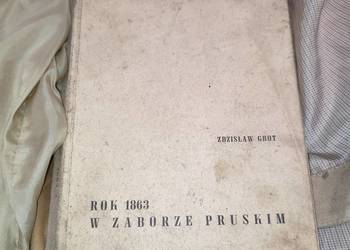 ZDZISŁAW GROT
ROK 1863
W ZABORZE PRUSKIM